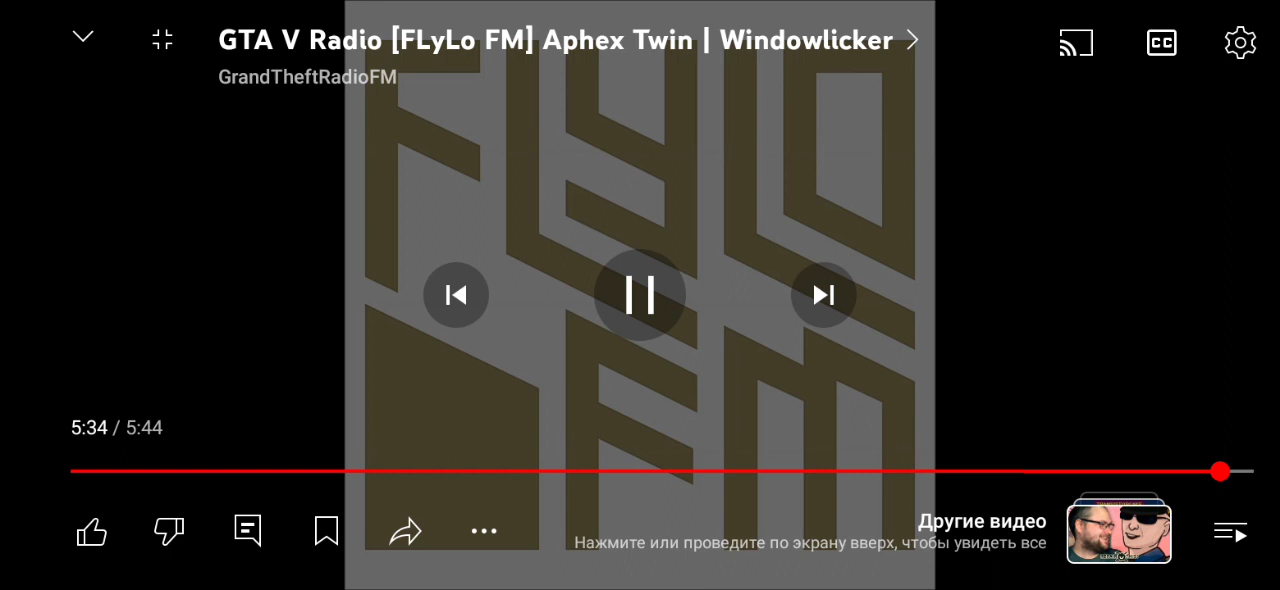 GTA V Radio [FLyLo FM] Aphex Twin | Windowlicker
GrandTheftRadioFM
CC
FLYLO
FM
5:34 / 5:44
Другие видео
Нажмите или проведите по экрану вверх, чтобы увидеть все